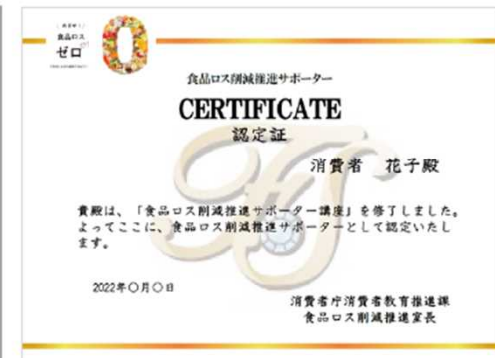 食品ロス
ゼロ
食品ロス削減推進サポーター
CERTIFICATE
認定証
消費者 花子殿
貴殿は、「食品ロス削減推進サポーター講座」を修了しました。
よってここに、食品ロス削減推進サポーターとして認定いたし
ます。
2022年〇月〇日
消費者庁消費者教育推進課
食品ロス削減推進室長